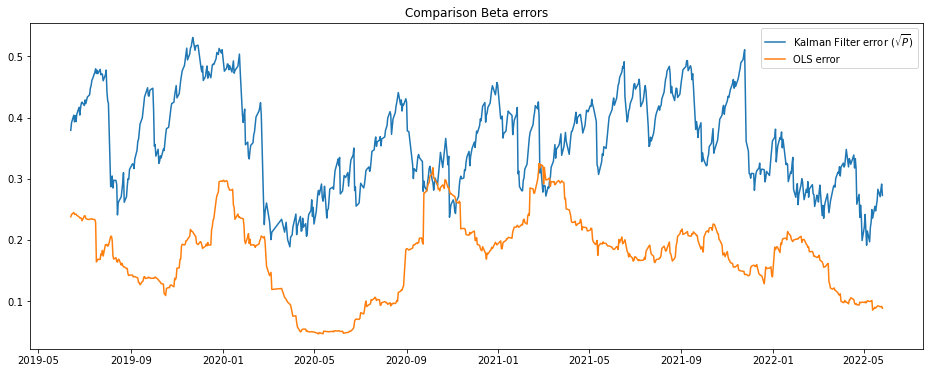 Comparison Beta errors
Kalman Filter error (√P)
OLS error
0.5
0.4
0.3
0.2
0.1
2019-05 2019-09 2020-01 2020-05 2020-09 2021-01 2021-05 2021-09 2022-01 2022-05